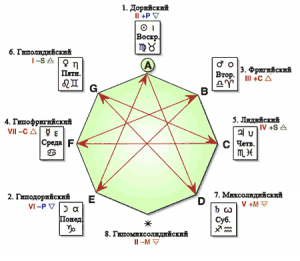 1. Дорийский
II +P ▽
☉ ι
Воскр.
♍ ♉
6. Гиполидийский
I −S
♀ η
Пятн.
♌ ♊
3. Фригийский
III +C △
♂ ο
Втор.
♎ ♈
A
G
B
4. Гипофригийский
VII −C △
☿ ε
Среда
♋
F
C
5. Лидийский
IV +S
♃ υ
Четв.
♏ ♓
2. Гиподорийский
VI −P ▽
☽ α
Понед.
♑
E
D
7. Миксолидийский
V +M ▽
♄ ω
Суб.
♐ ♒
8. Гипомиксолидийский
II −M ▽